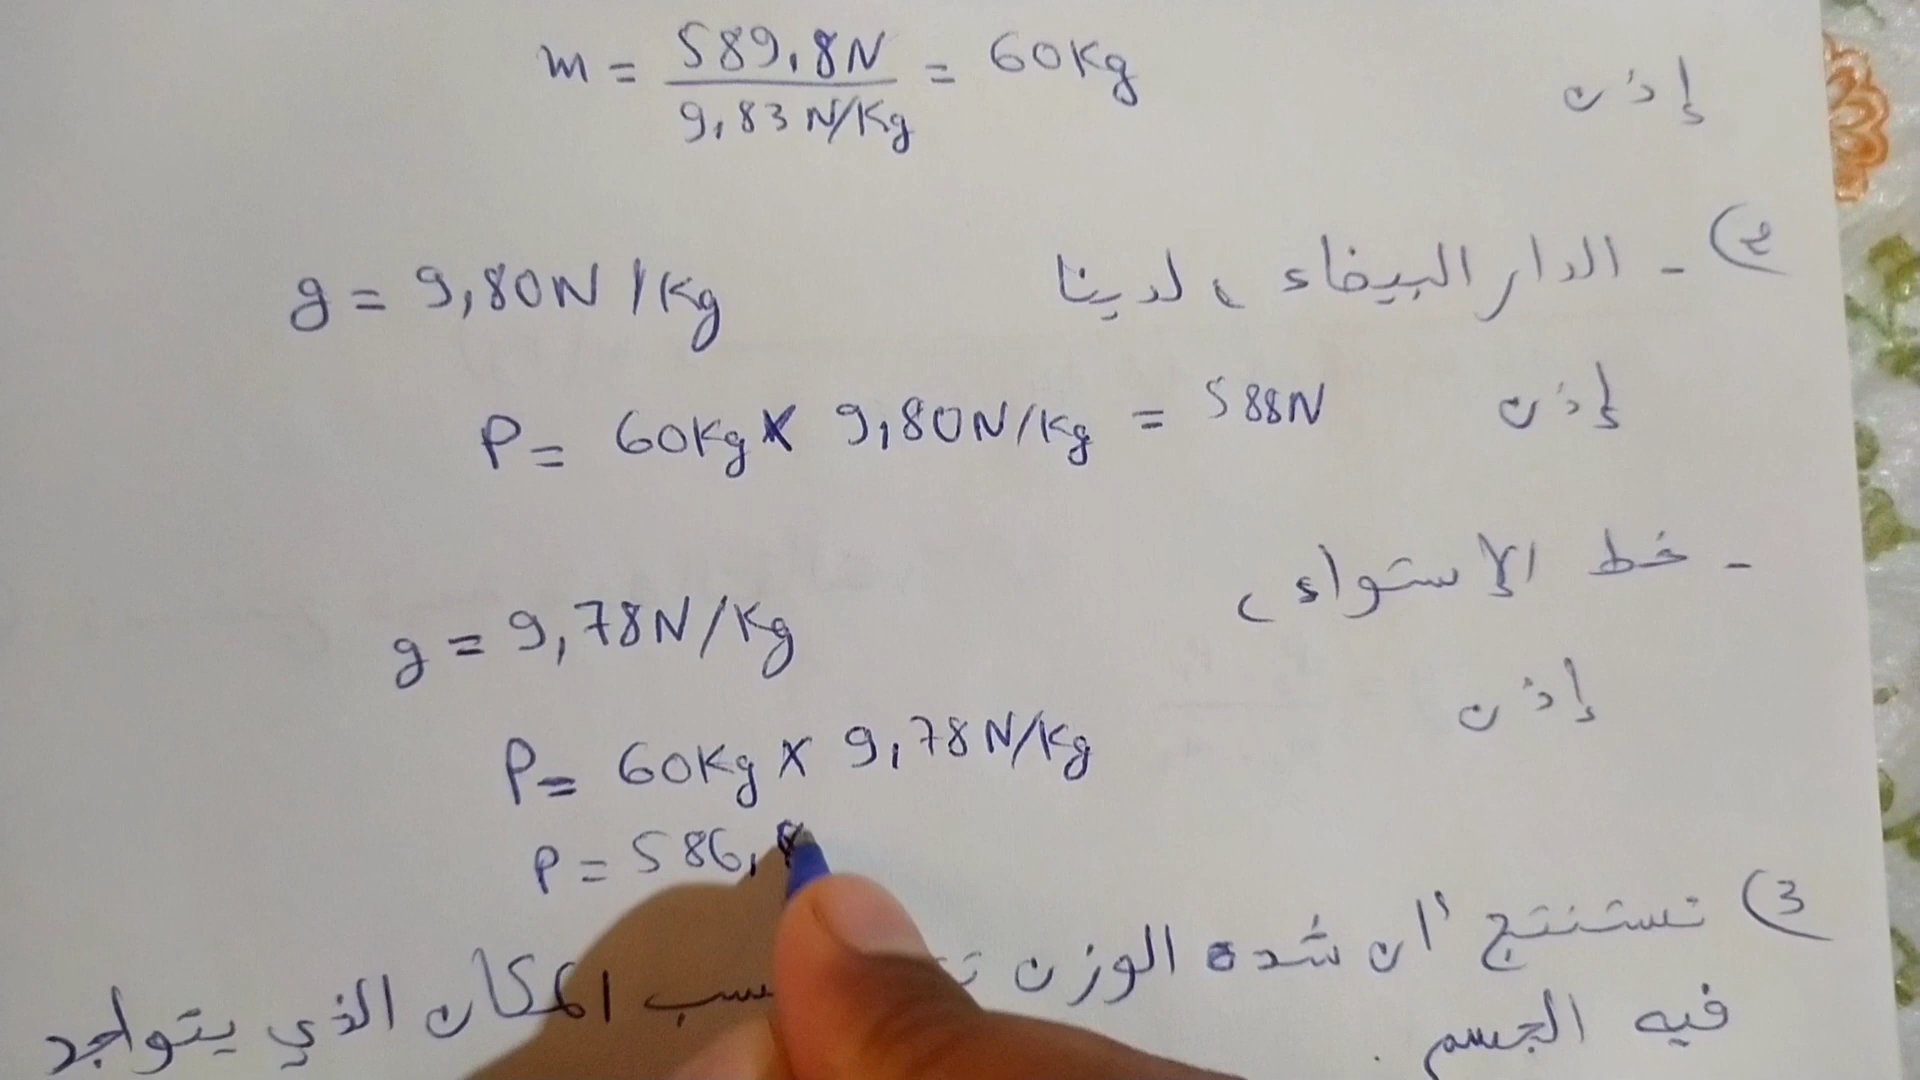 إذن m = 589,8N / 9,83 N/Kg = 60Kg
2) - الدار البيضاء، لدينا g = 9,80N/Kg
إذن P = 60Kg x 9,80N/Kg = 588N
- خط الاستواء، g = 9,78N/Kg
إذن P = 60Kg x 9,78N/Kg
P = 586,8
3) نستنتج أن شدة الوزن المكان الذي يتواجد
فيه الجسم.